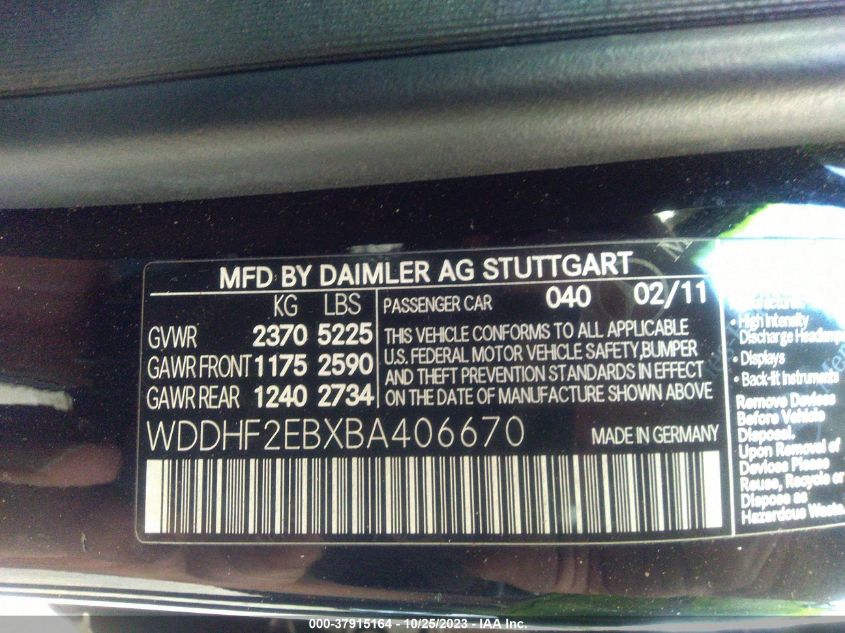 MFD BY DAIMLER AG STUTTGART
KG LBS
GVWR 2370 5225
GAWR FRONT 1175 2590
GAWR REAR 1240 2734
PASSENGER CAR 040 02/11
THIS VEHICLE CONFORMS TO ALL APPLICABLE
U.S. FEDERAL MOTOR VEHICLE SAFETY,BUMPER
AND THEFT PREVENTION STANDARDS IN EFFECT
ON THE DATE OF MANUFACTURE SHOWN ABOVE
WDDHF2EBXBA406670 MADE IN GERMANY
• High Intensity
Discharge Headlamp
• Displays
• Back-lit Instruments
Remove Devices
Before Vehicle
Disposal.
Upon Removal of
Devices Please
Reuse, Recycle or
Dispose as
Hazardous Waste.
000-37915164 - 10/25/2023 - IAA Inc.